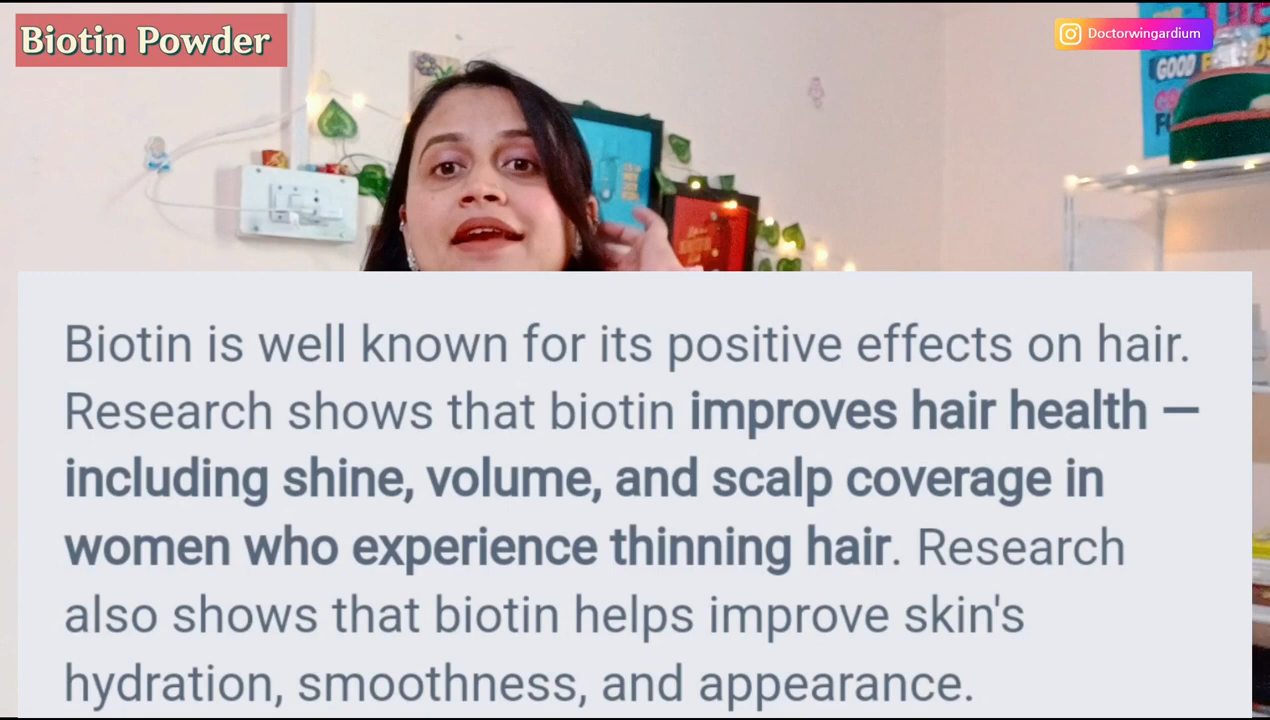 Biotin Powder
Doctorwingardium
GOOD
Biotin is well known for its positive effects on hair.
Research shows that biotin improves hair health —
including shine, volume, and scalp coverage in
women who experience thinning hair. Research
also shows that biotin helps improve skin's
hydration, smoothness, and appearance.